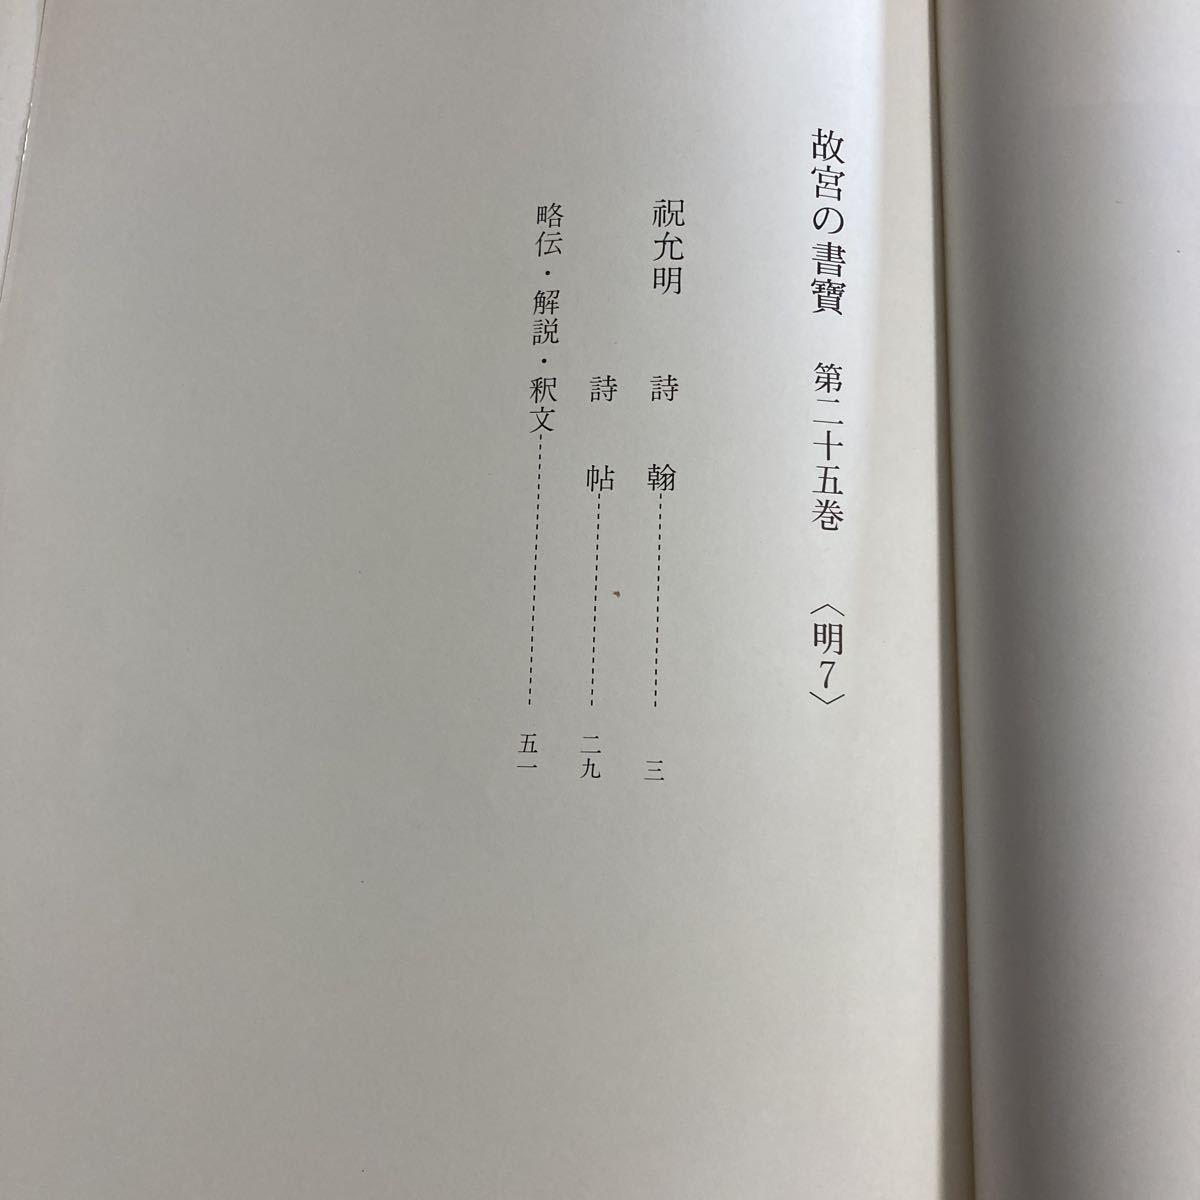 故宮の書寶　第二十五巻　〈明7〉
祝允明　詩翰 三
詩帖 二九
略伝・解説・釈文 五一